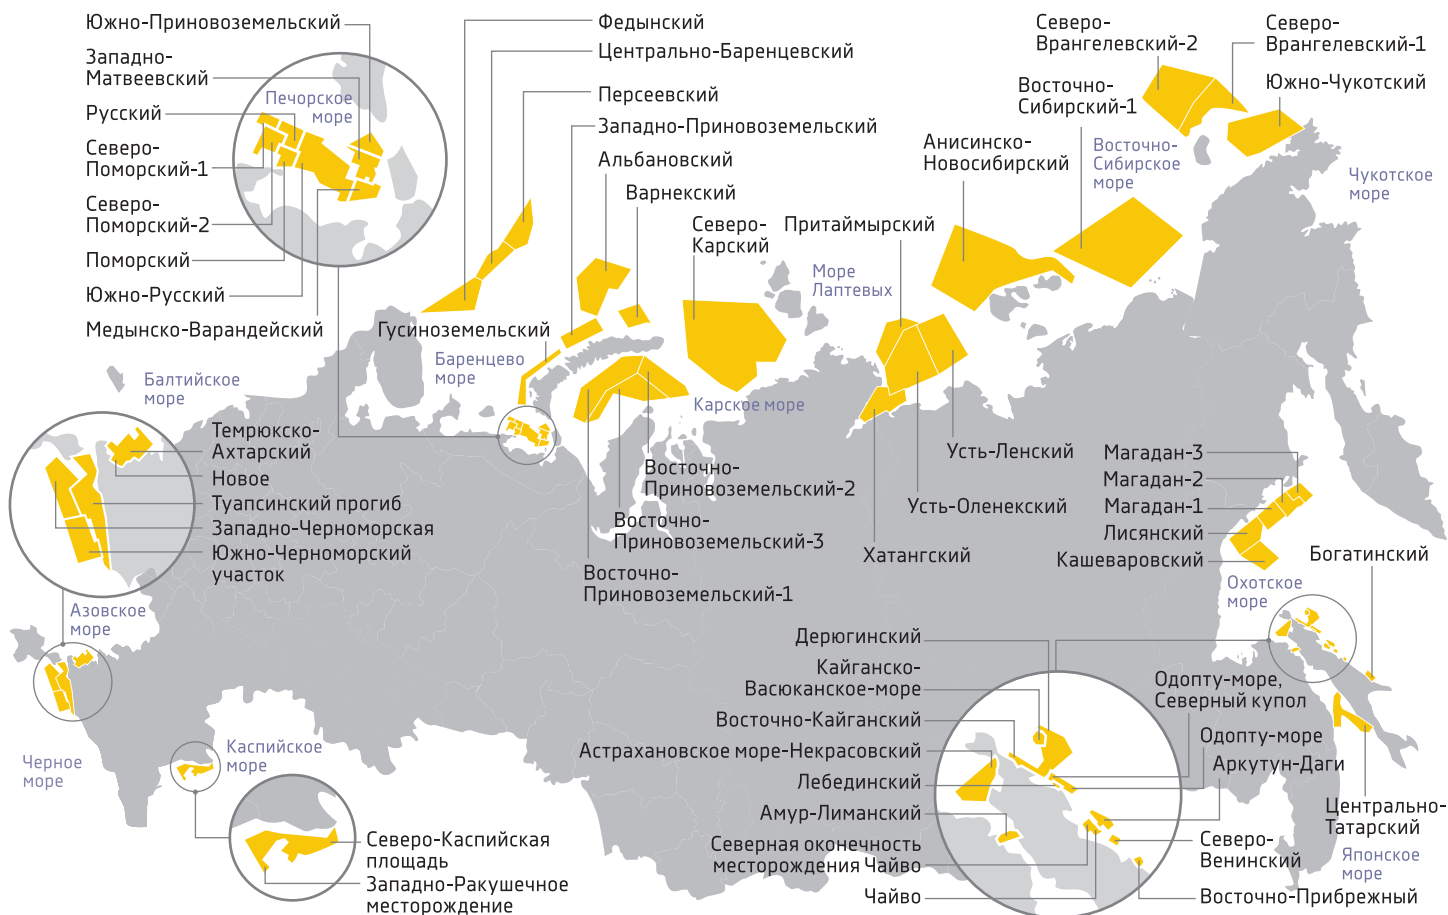 Южно-Приновоземельский
Западно-
Матвеевский
Русский
Северо-
Поморский-1
Северо-
Поморский-2
Поморский
Южно-Русский
Медынско-Варандейский
Печорское
море
Федынский
Центрально-Баренцевский
Персеевский
Западно-Приновоземельский
Альбановский
Варнекский
Северо-
Карский
Гусиноземельский
Баренцево
море
Балтийское
море
Притаймырский
Море
Лаптевых
Анисинско-
Новосибирский
Восточно-
Сибирский-1
Северо-
Врангелевский-2
Северо-
Врангелевский-1
Южно-Чукотский
Восточно-
Сибирское
море
Чукотское
море
Карское море
Темрюкско-
Ахтарский
Новое
Туапсинский прогиб
Западно-Черноморская
Южно-Черноморский
участок
Азовское
море
Черное
море
Каспийское
море
Северо-Каспийская
площадь
Западно-Ракушечное
месторождение
Восточно-
Приновоземельский-2
Восточно-
Приновоземельский-3
Восточно-
Приновоземельский-1
Усть-Ленский
Усть-Оленекский
Хатангский
Магадан-3
Магадан-2
Магадан-1
Лисянский
Кашеваровский
Богатинский
Охотское
море
Дерюгинский
Кайганско-
Васюканское-море
Восточно-Кайганский
Астрахановское море-Некрасовский
Лебединский
Амур-Лиманский
Северная оконечность
месторождения Чайво
Чайво
Одопту-море,
Северный купол
Одопту-море
Аркутун-Даги
Центрально-
Татарский
Северо-
Венинский
Восточно-Прибрежный
Японское
море